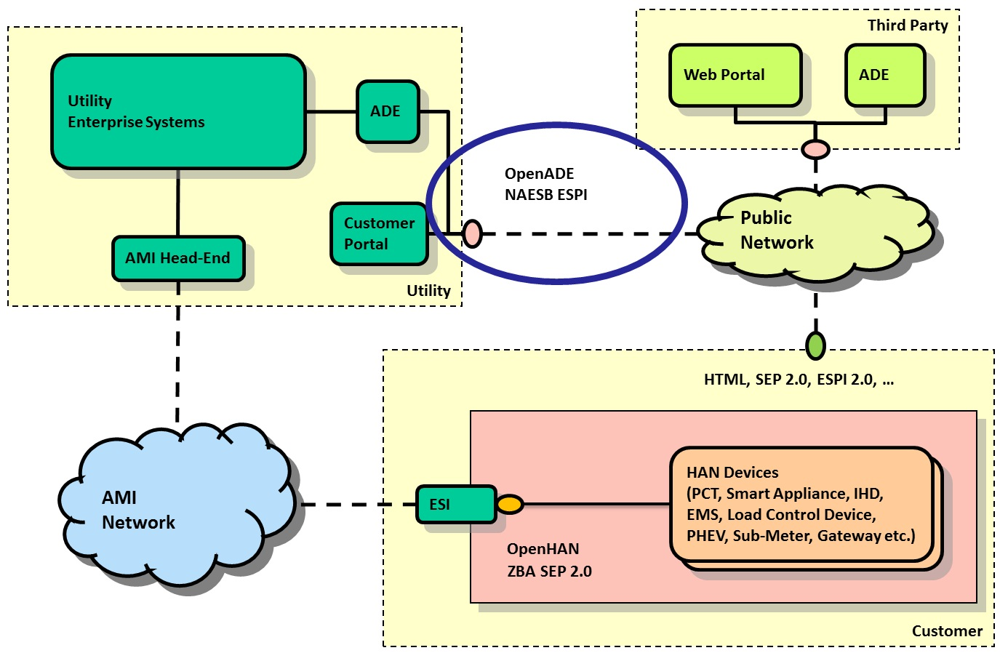 Third Party
Web Portal
ADE
Utility
Enterprise Systems
ADE
OpenADE
NAESB ESPI
Customer
Portal
Public
Network
AMI Head-End
Utility
HTML, SEP 2.0, ESPI 2.0, ...
AMI
Network
ESI
HAN Devices
(PCT, Smart Appliance, IHD,
EMS, Load Control Device,
PHEV, Sub-Meter, Gateway etc.)
OpenHAN
ZBA SEP 2.0
Customer